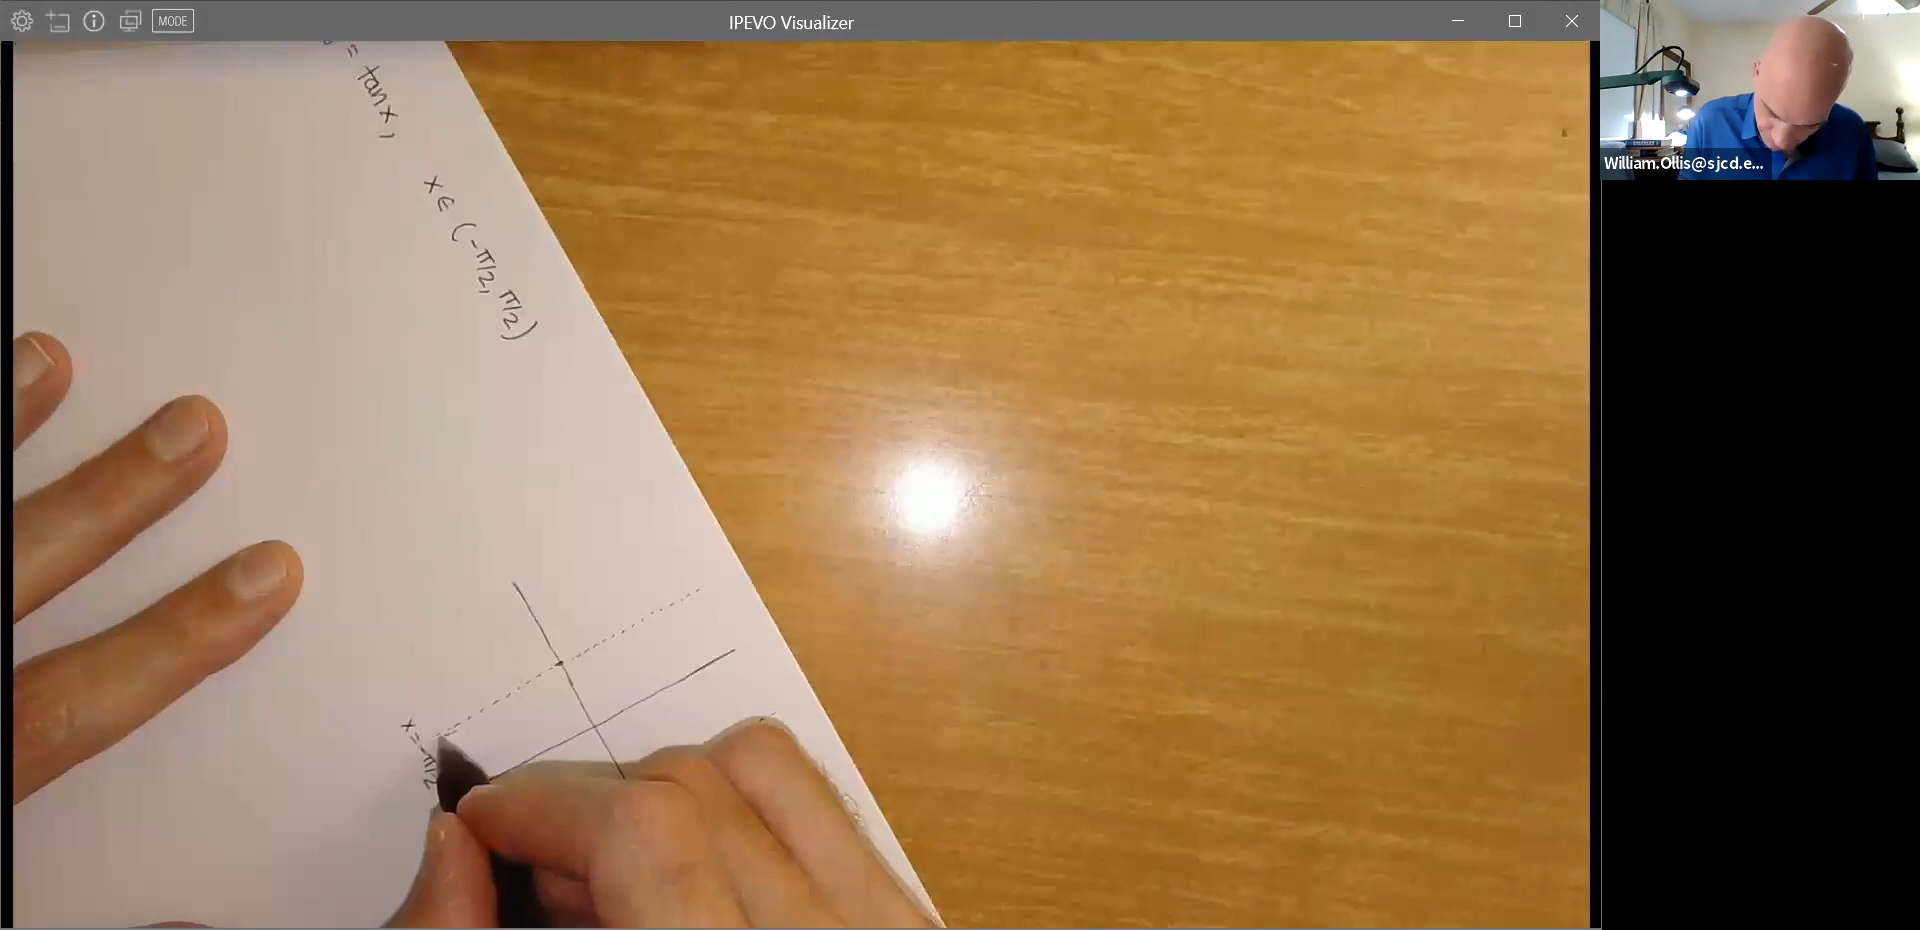 MODE
IPEVO Visualizer
William.Ollis@sjcd.e...
= tan x, x ∈ (-π/2, π/2)
x = -π/2